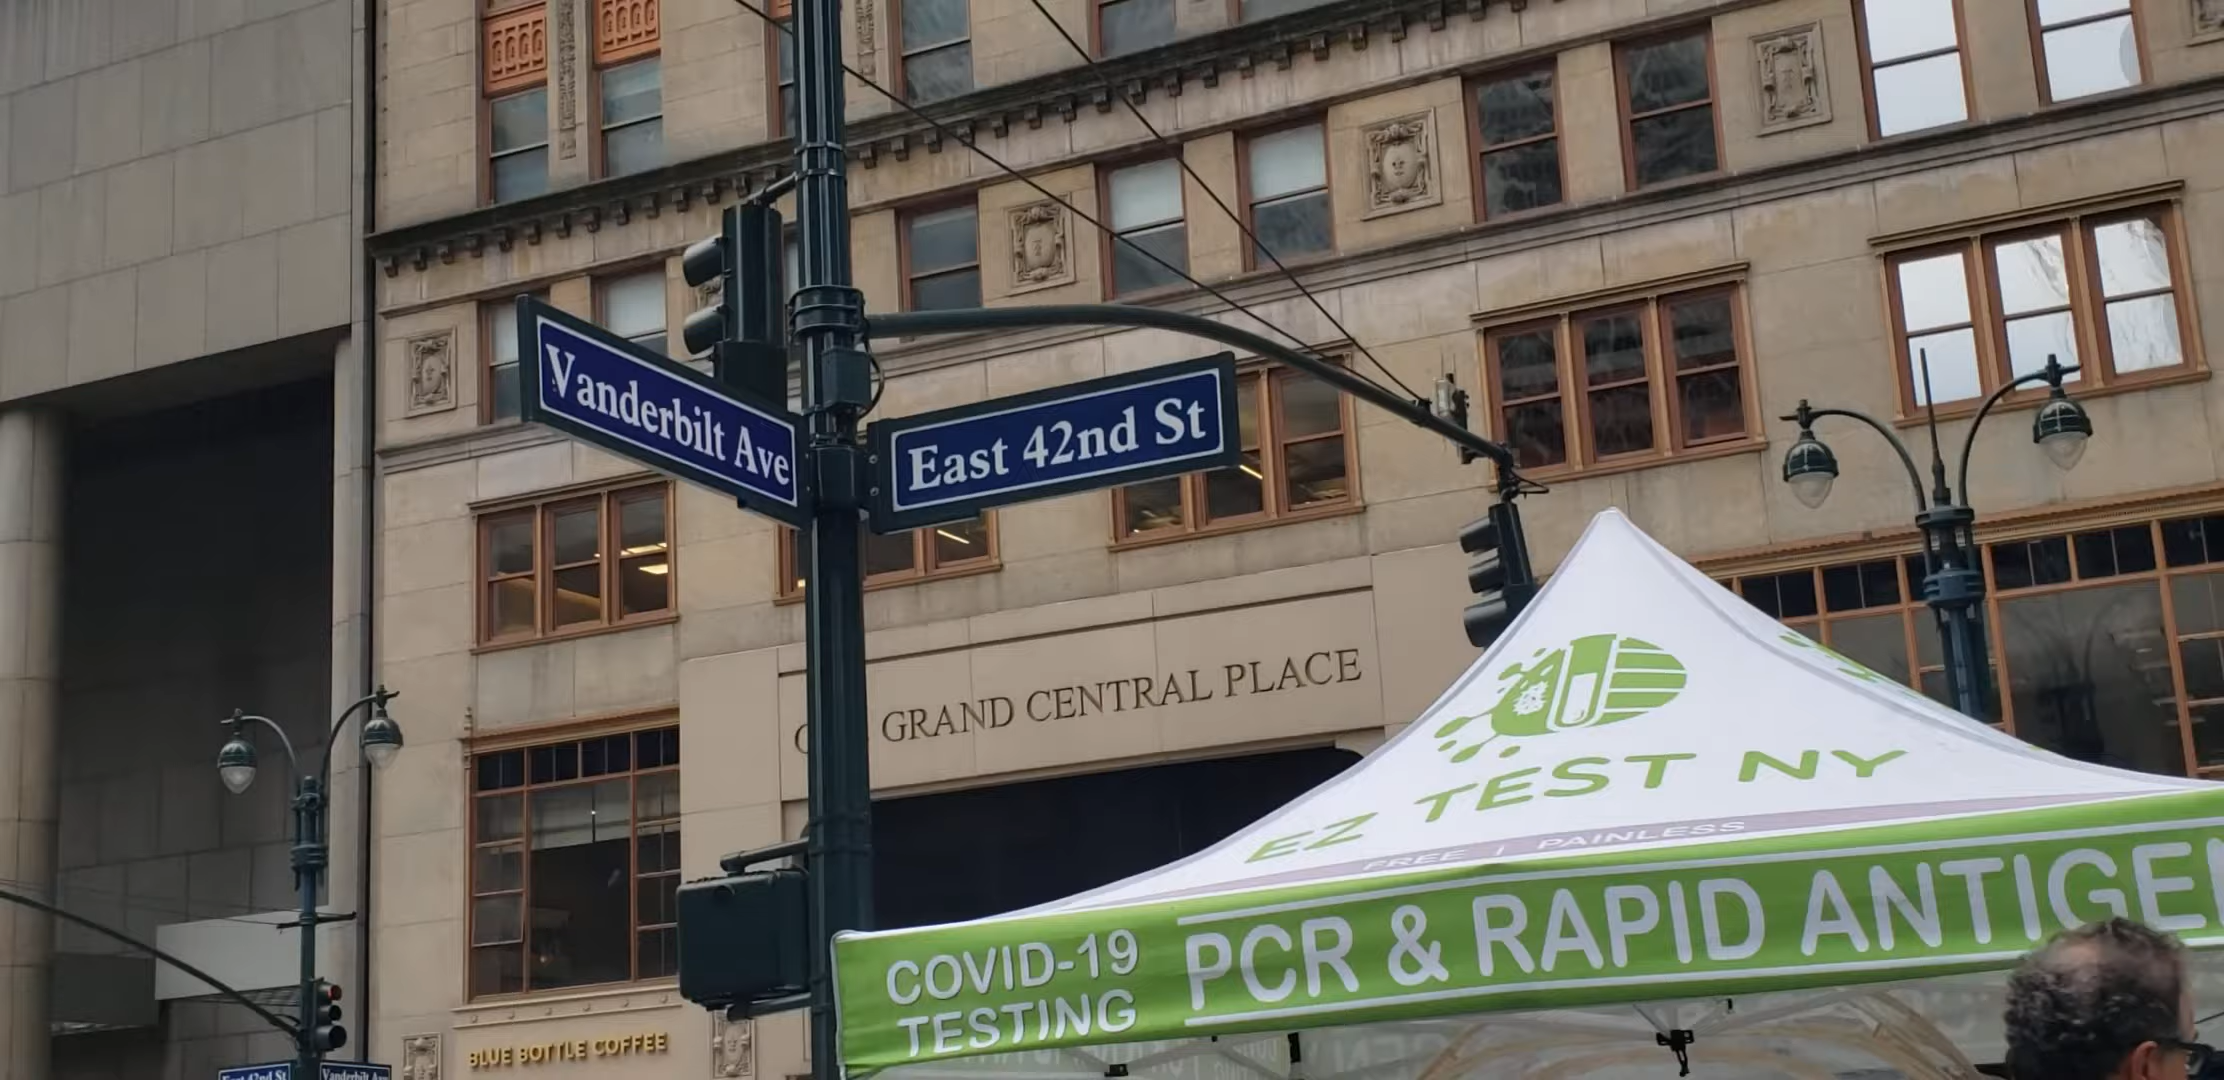 Vanderbilt Ave
East 42nd St
GRAND CENTRAL PLACE
EZ TEST NY
FREE | PAINLESS
COVID-19
TESTING
PCR & RAPID ANTIGE
BLUE BOTTLE COFFEE
East 42nd St
Vanderbilt Ave